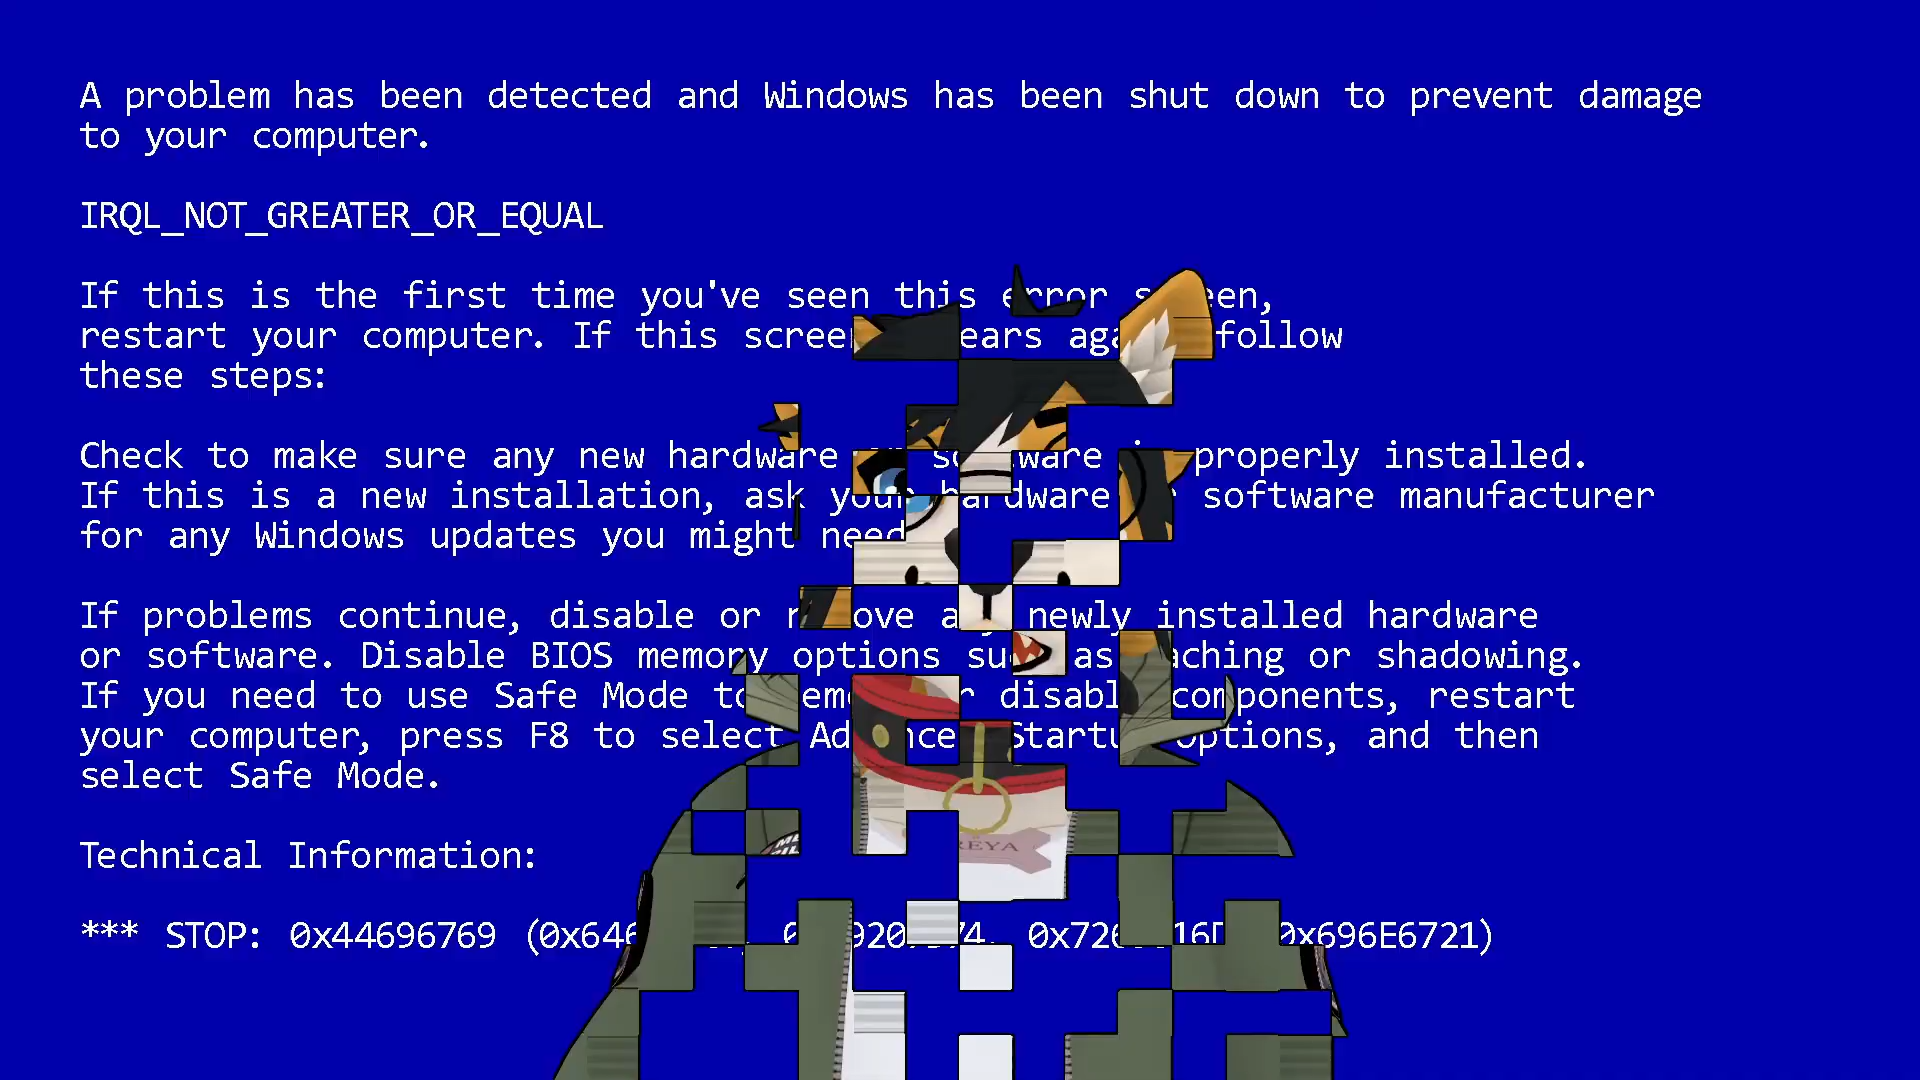 A problem has been detected and Windows has been shut down to prevent damage
to your computer.
IRQL_NOT_GREATER_OR_EQUAL
If this is the first time you've seen this error
restart your computer. If this follow
these steps:
Check to make sure any new hardware properly installed.
If this is a new installation, ask your hardware software manufacturer
for any Windows updates you might need
If problems continue, disable or newly installed hardware
or software. Disable BIOS memory options as or shadowing.
If you need to use Safe Mode components, restart
your computer, press F8 to select options, and then
select Safe Mode.
Technical Information:
*** STOP: 0x44696769 0x696E6721)